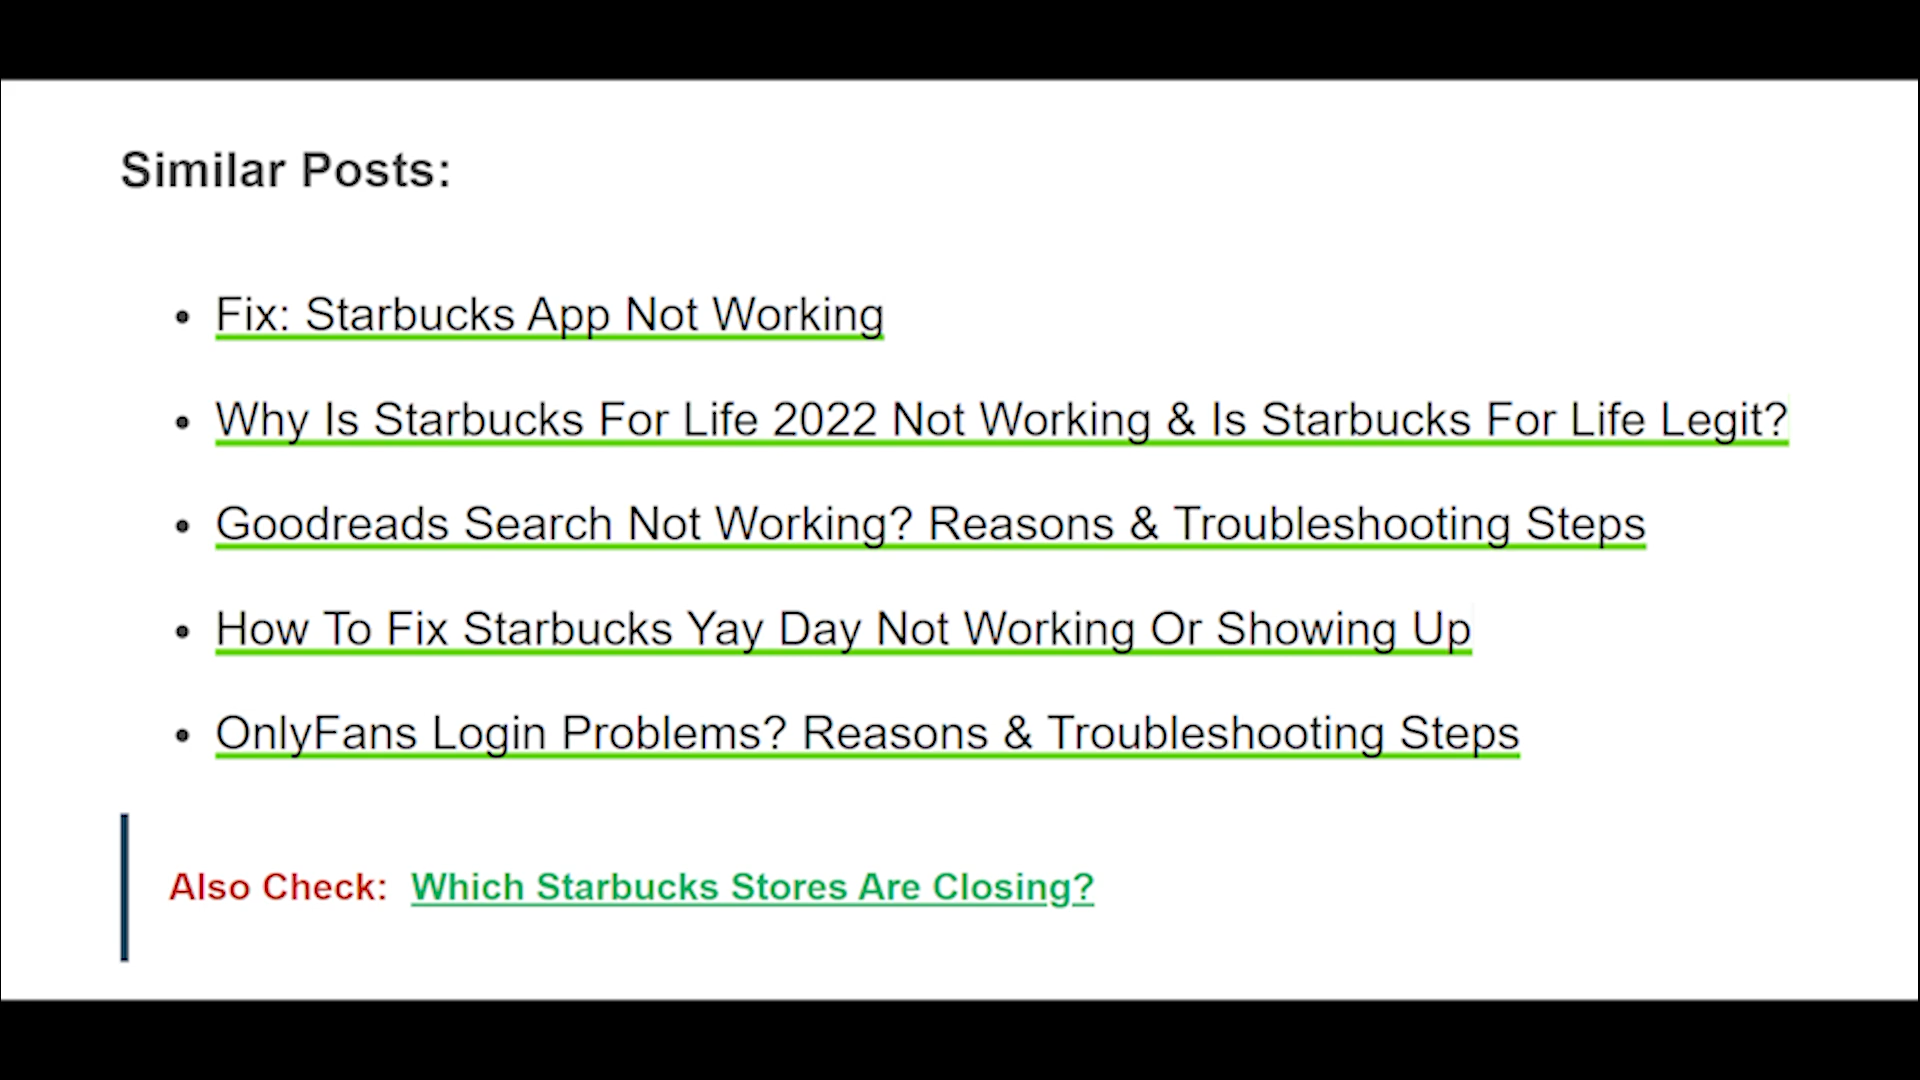 Similar Posts:
Fix: Starbucks App Not Working
Why Is Starbucks For Life 2022 Not Working & Is Starbucks For Life Legit?
Goodreads Search Not Working? Reasons & Troubleshooting Steps
How To Fix Starbucks Yay Day Not Working Or Showing Up
OnlyFans Login Problems? Reasons & Troubleshooting Steps
Also Check: Which Starbucks Stores Are Closing?